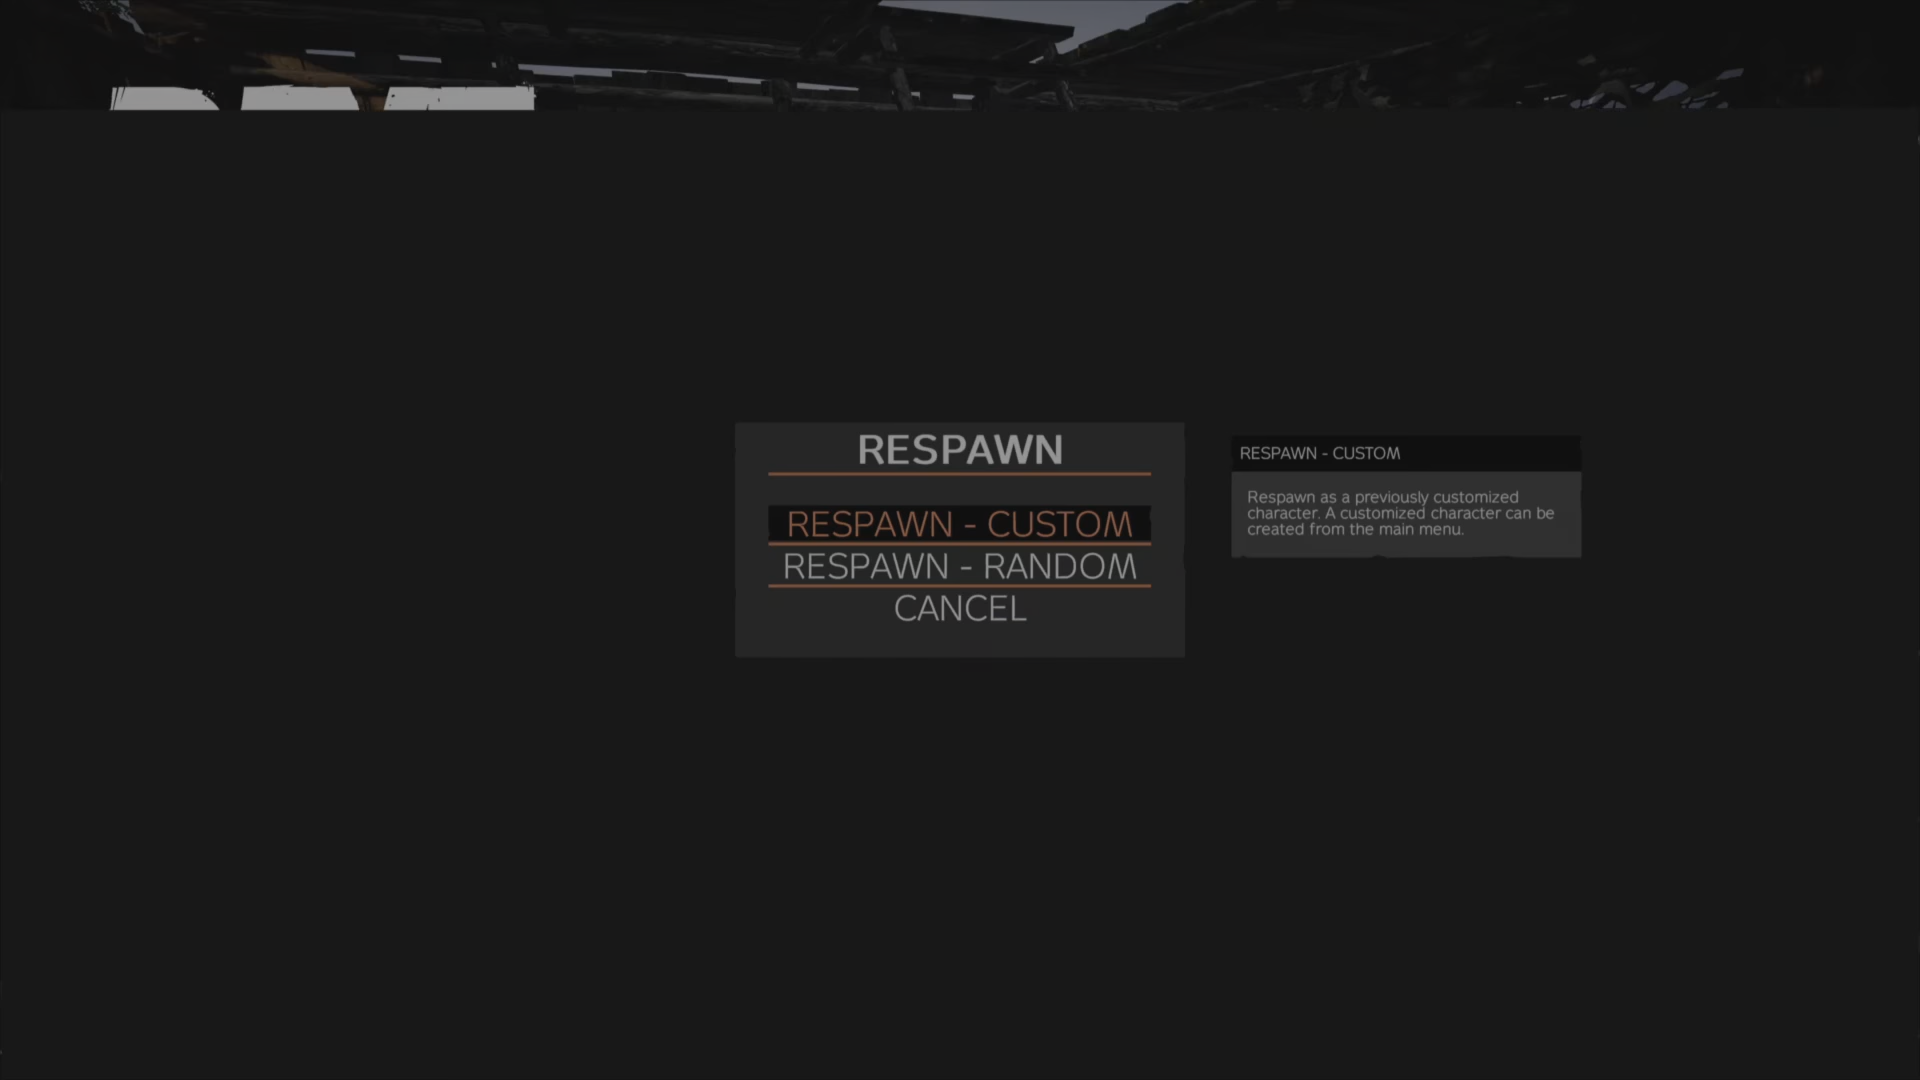 RESPAWN
RESPAWN - CUSTOM
RESPAWN - RANDOM
CANCEL
RESPAWN - CUSTOM
Respawn as a previously customized
character. A customized character can be
created from the main menu.